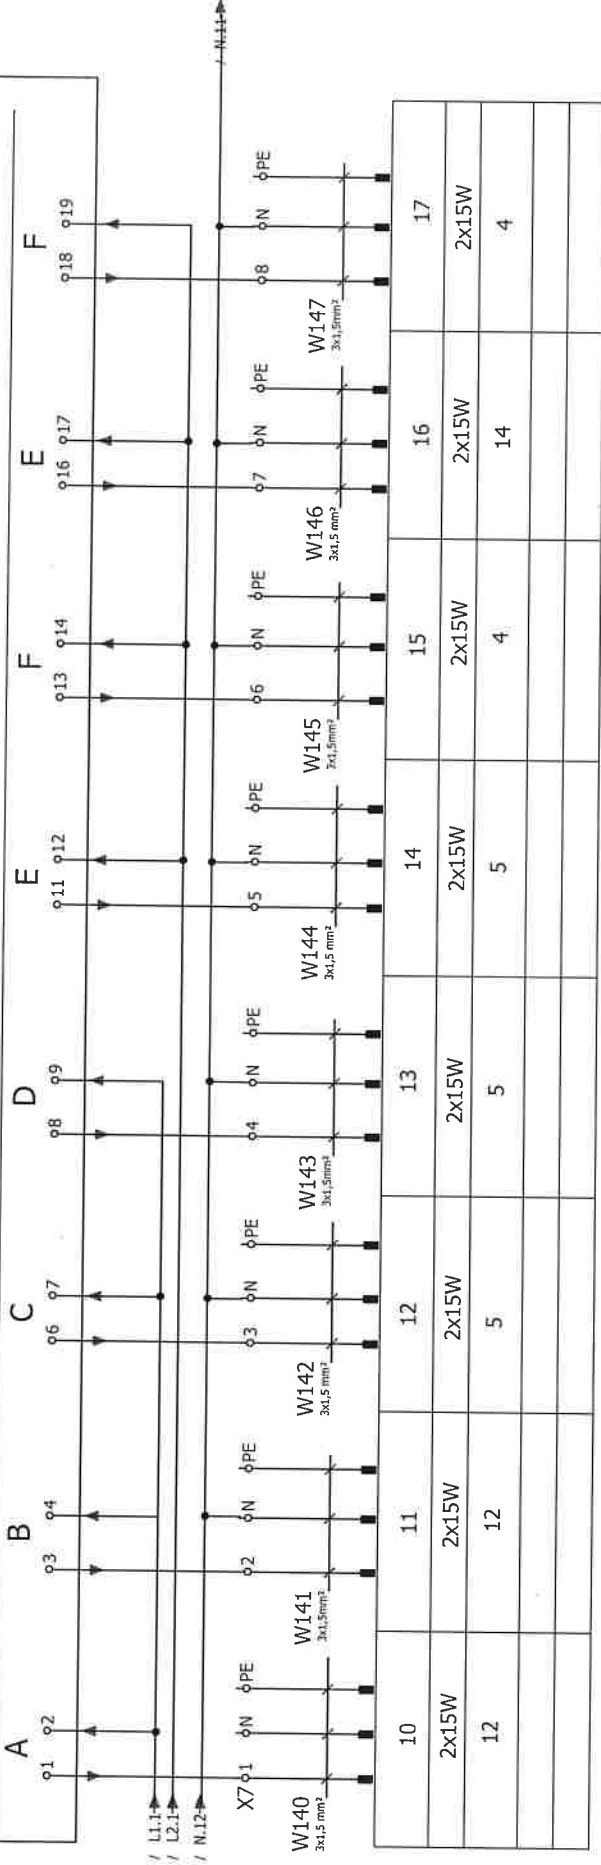 A B C D E F E F
1 2 3 4 6 7 8 9 11 12 13 14 16 17 18 19
/ L1.1
/ L2.1
/ N.12
/ N.11
X7 1 N PE 2 N PE 3 N PE 4 N PE 5 N PE 6 N PE 7 N PE 8 N PE
W140 W141 W142 W143 W144 W145 W146 W147
3x1,5 mm² 3x1,5mm² 3x1,5 mm² 3x1,5mm² 3x1,5 mm² 3x1,5mm² 3x1,5 mm² 3x1,5mm²
10 11 12 13 14 15 16 17
2x15W 2x15W 2x15W 2x15W 2x15W 2x15W 2x15W 2x15W
12 12 5 5 5 4 14 4